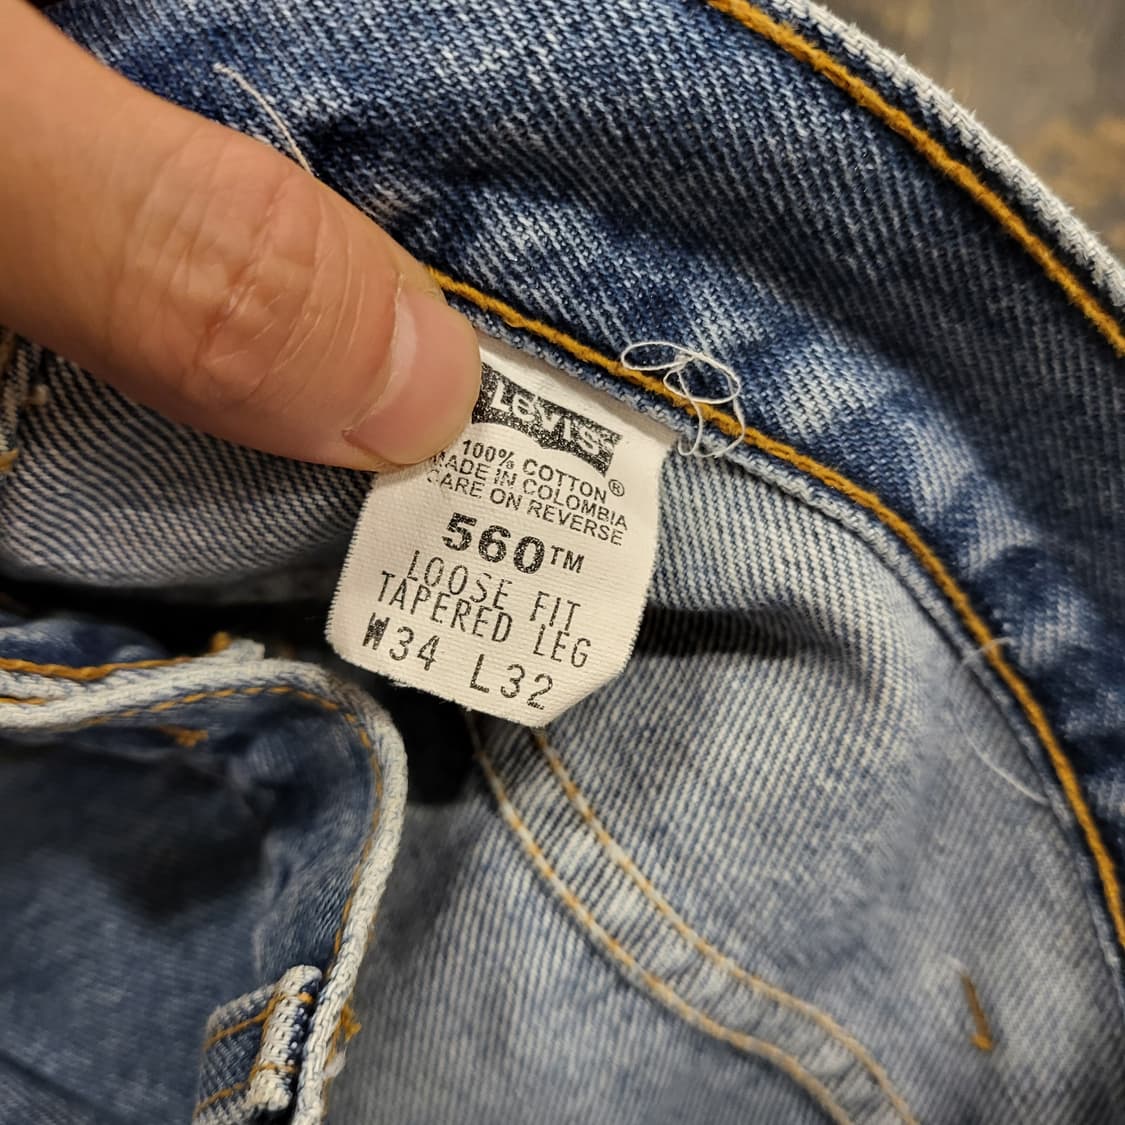 LEVI'S
®
100% COTTON
MADE IN COLOMBIA
CARE ON REVERSE
560™
LOOSE FIT
TAPERED LEG
W34 L32